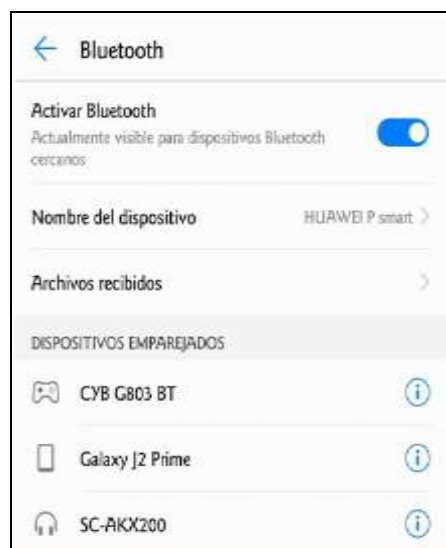 Bluetooth
Activar Bluetooth
Actualmente visible para dispositivos Bluetooth
cercanos
Nombre del dispositivo HUAWEI P smart
Archivos recibidos
DISPOSITIVOS EMPAREJADOS
CYB G803 BT
Galaxy J2 Prime
SC-AKX200